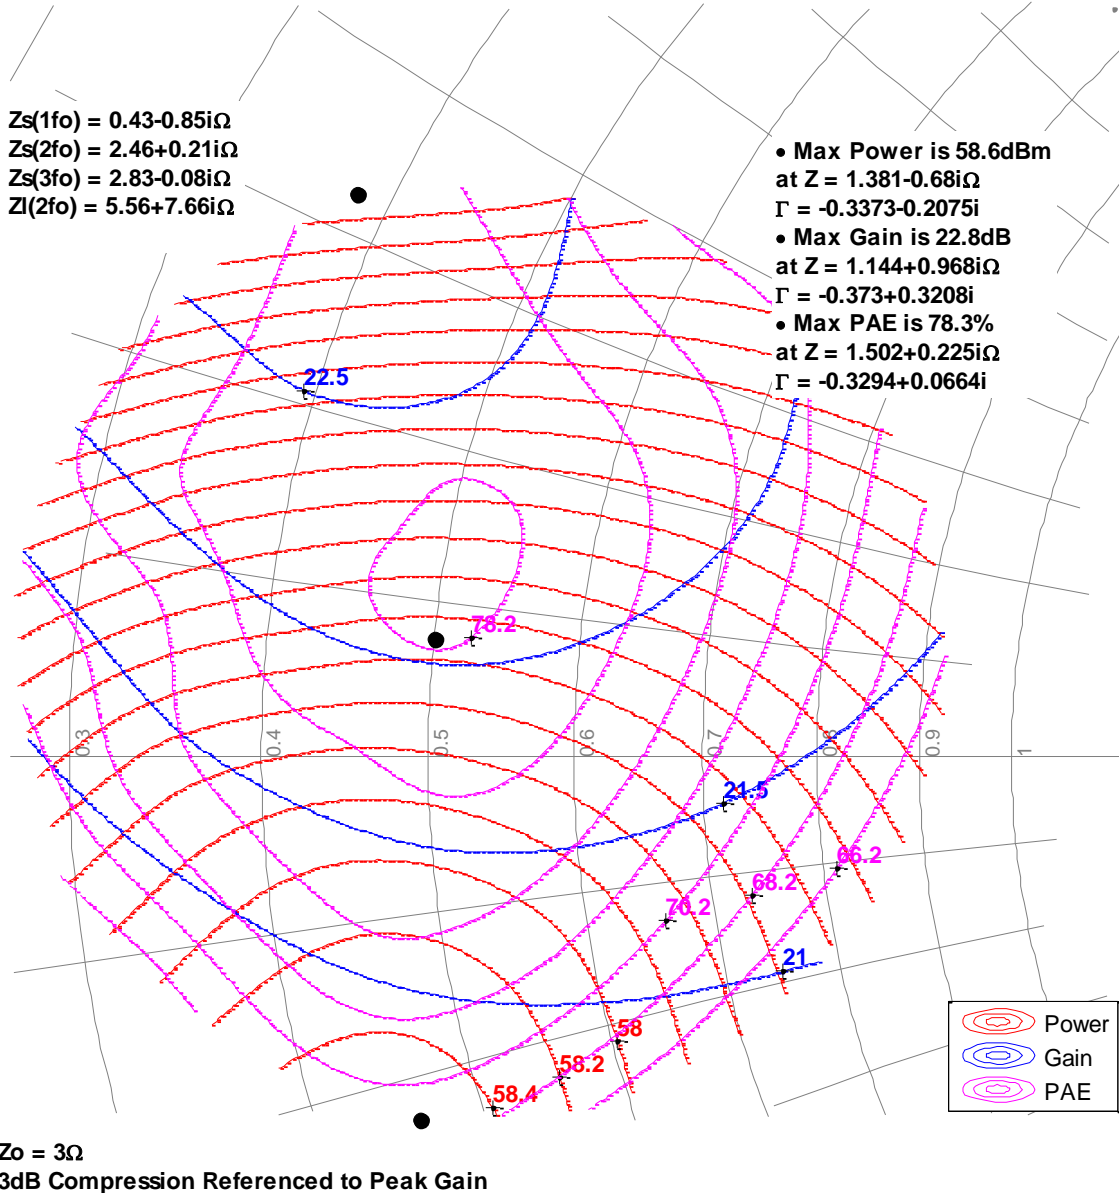 Zs(1fo) = 0.43-0.85iΩ
Zs(2fo) = 2.46+0.21iΩ
Zs(3fo) = 2.83-0.08iΩ
Zl(2fo) = 5.56+7.66iΩ
• Max Power is 58.6dBm
at Z = 1.381-0.68iΩ
Γ = -0.3373-0.2075i
• Max Gain is 22.8dB
at Z = 1.144+0.968iΩ
Γ = -0.373+0.3208i
• Max PAE is 78.3%
at Z = 1.502+0.225iΩ
Γ = -0.3294+0.0664i
22.5
78.2
0.3
0.4
0.5
0.6
0.7
0.8
0.9
1
21.5
66.2
68.2
70.2
21
58
58.2
58.4
Power
Gain
PAE
Zo = 3Ω
3dB Compression Referenced to Peak Gain